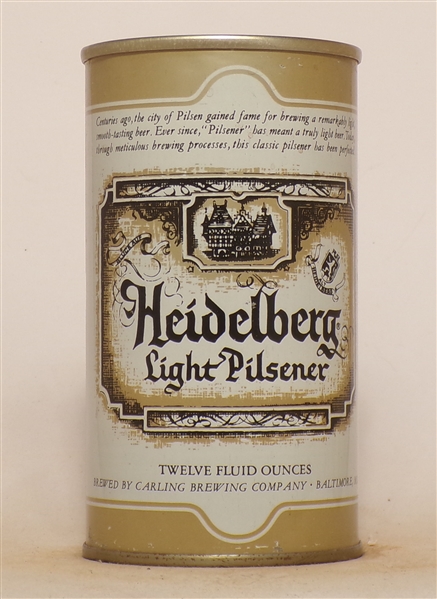 Centuries ago, the city of Pilsen gained fame for brewing a remarkably
smooth-tasting beer. Ever since, "Pilsener" has meant a truly light beer.
through meticulous brewing processes, this classic pilsener has been
Heidelberg
Light Pilsener
TWELVE FLUID OUNCES
BREWED BY CARLING BREWING COMPANY · BALTIMORE,